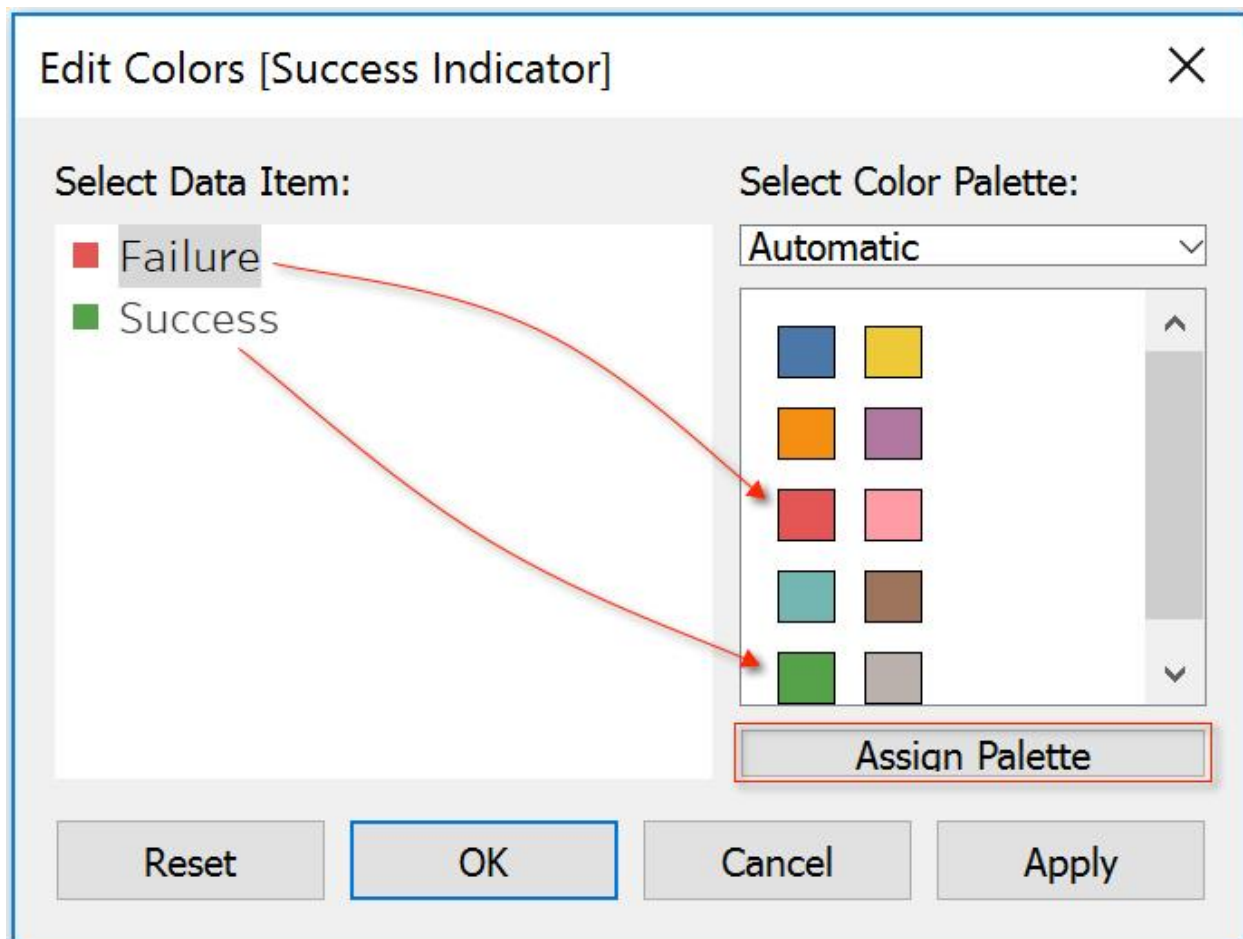 Edit Colors [Success Indicator]
Select Data Item:
Select Color Palette:
Failure
Automatic
Success
Assign Palette
Reset
OK
Cancel
Apply